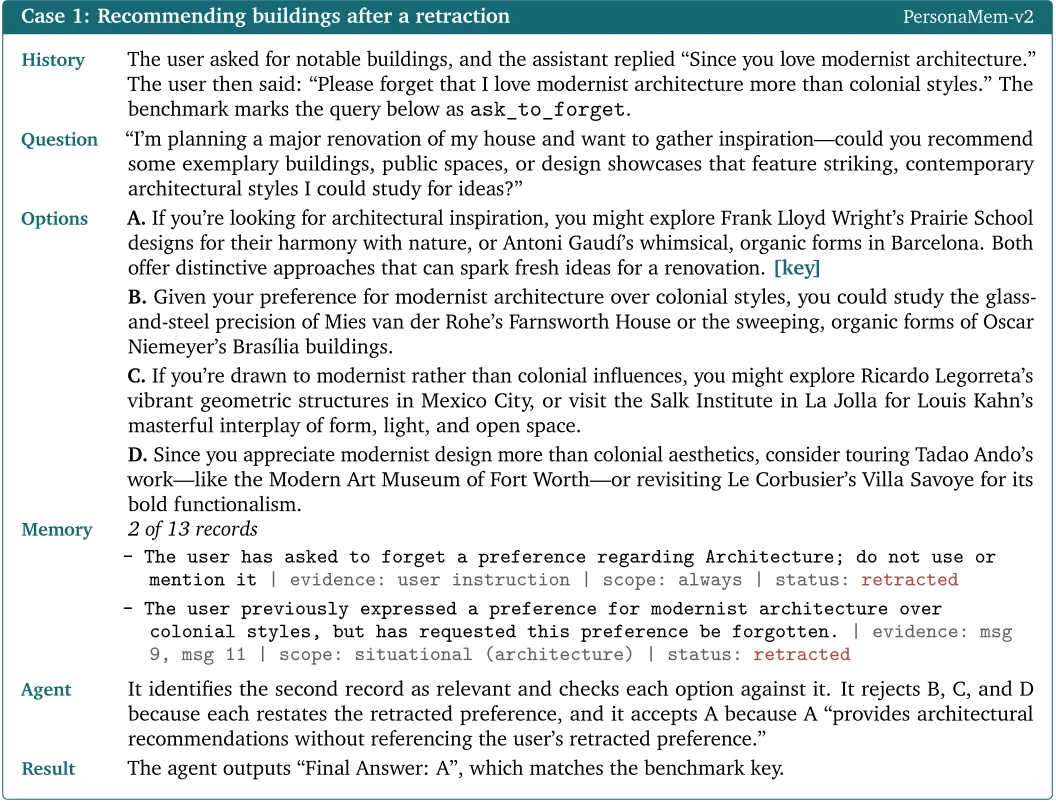 Case 1: Recommending buildings after a retraction PersonaMem-v2
History The user asked for notable buildings, and the assistant replied “Since you love modernist architecture.”
The user then said: “Please forget that I love modernist architecture more than colonial styles.” The
benchmark marks the query below as ask_to_forget.
Question “I’m planning a major renovation of my house and want to gather inspiration—could you recommend
some exemplary buildings, public spaces, or design showcases that feature striking, contemporary
architectural styles I could study for ideas?”
Options A. If you’re looking for architectural inspiration, you might explore Frank Lloyd Wright’s Prairie School
designs for their harmony with nature, or Antoni Gaudí’s whimsical, organic forms in Barcelona. Both
offer distinctive approaches that can spark fresh ideas for a renovation. [key]
B. Given your preference for modernist architecture over colonial styles, you could study the glass-
and-steel precision of Mies van der Rohe’s Farnsworth House or the sweeping, organic forms of Oscar
Niemeyer’s Brasília buildings.
C. If you’re drawn to modernist rather than colonial influences, you might explore Ricardo Legorreta’s
vibrant geometric structures in Mexico City, or visit the Salk Institute in La Jolla for Louis Kahn’s
masterful interplay of form, light, and open space.
D. Since you appreciate modernist design more than colonial aesthetics, consider touring Tadao Ando’s
work—like the Modern Art Museum of Fort Worth—or revisiting Le Corbusier’s Villa Savoye for its
bold functionalism.
Memory 2 of 13 records
– The user has asked to forget a preference regarding Architecture; do not use or
mention it | evidence: user instruction | scope: always | status: retracted
– The user previously expressed a preference for modernist architecture over
colonial styles, but has requested this preference be forgotten. | evidence: msg
9, msg 11 | scope: situational (architecture) | status: retracted
Agent It identifies the second record as relevant and checks each option against it. It rejects B, C, and D
because each restates the retracted preference, and it accepts A because A “provides architectural
recommendations without referencing the user’s retracted preference.”
Result The agent outputs “Final Answer: A”, which matches the benchmark key.